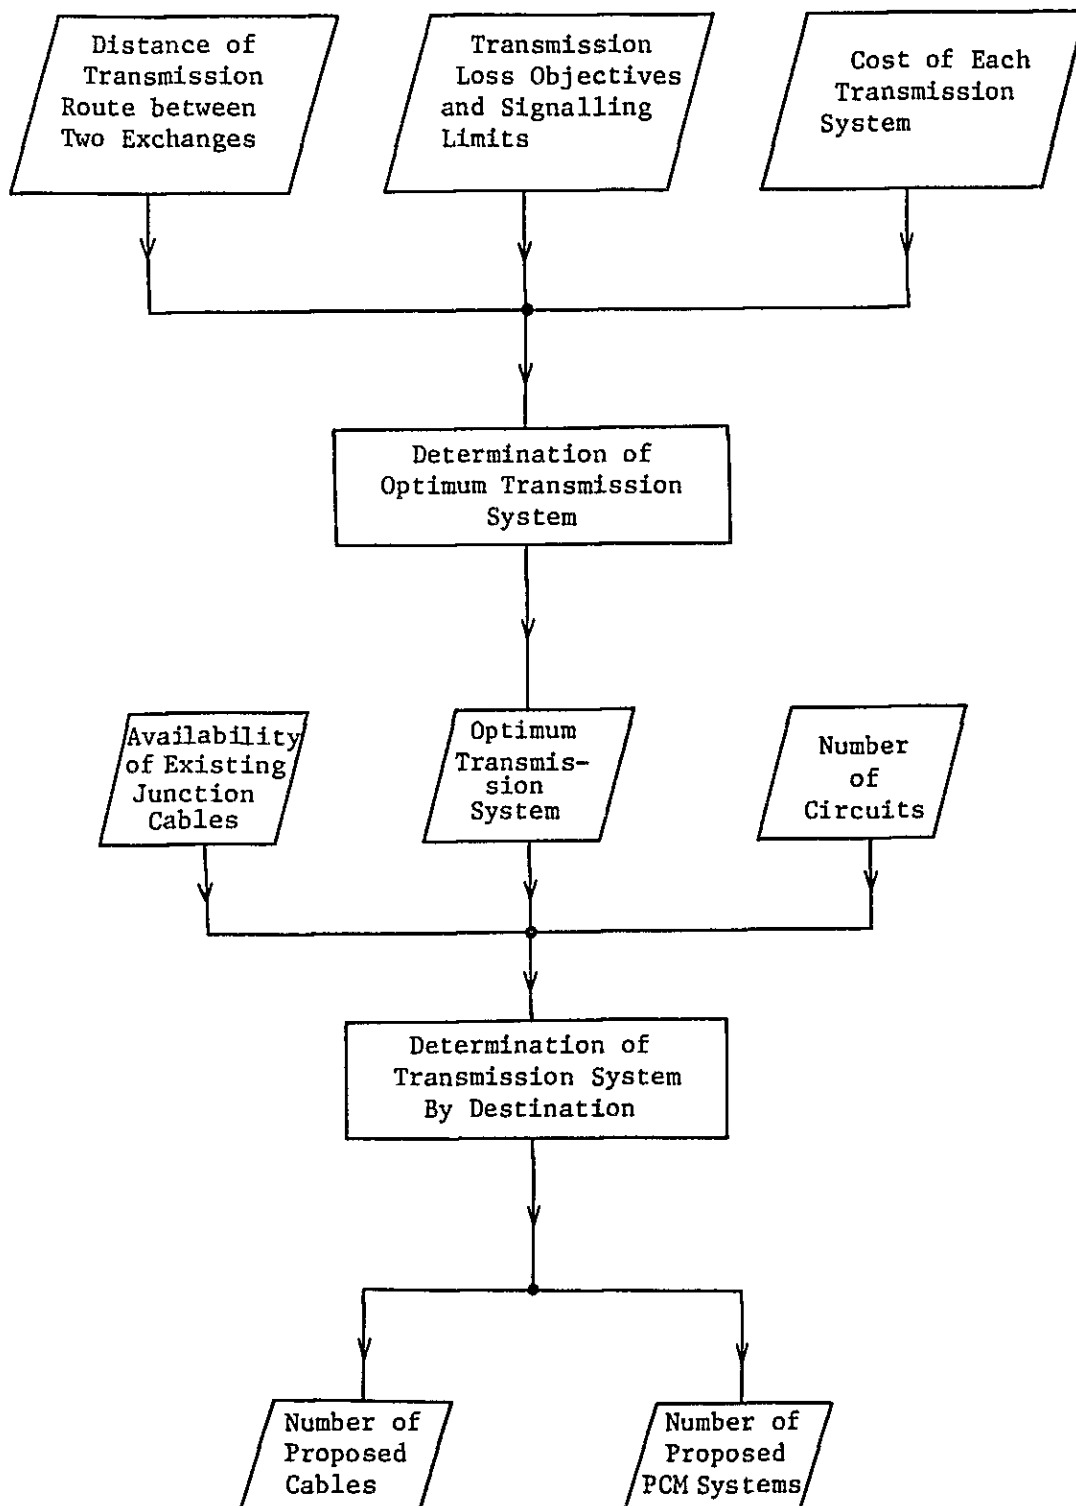 Distance of
Transmission
Route between
Two Exchanges
Transmission
Loss Objectives
and Signalling
Limits
Cost of Each
Transmission
System
Determination of
Optimum Transmission
System
Availability
of Existing
Junction
Cables
Optimum
Transmis-
sion
System
Number
of
Circuits
Determination of
Transmission System
By Destination
Number of
Proposed
Cables
Number of
Proposed
PCM Systems